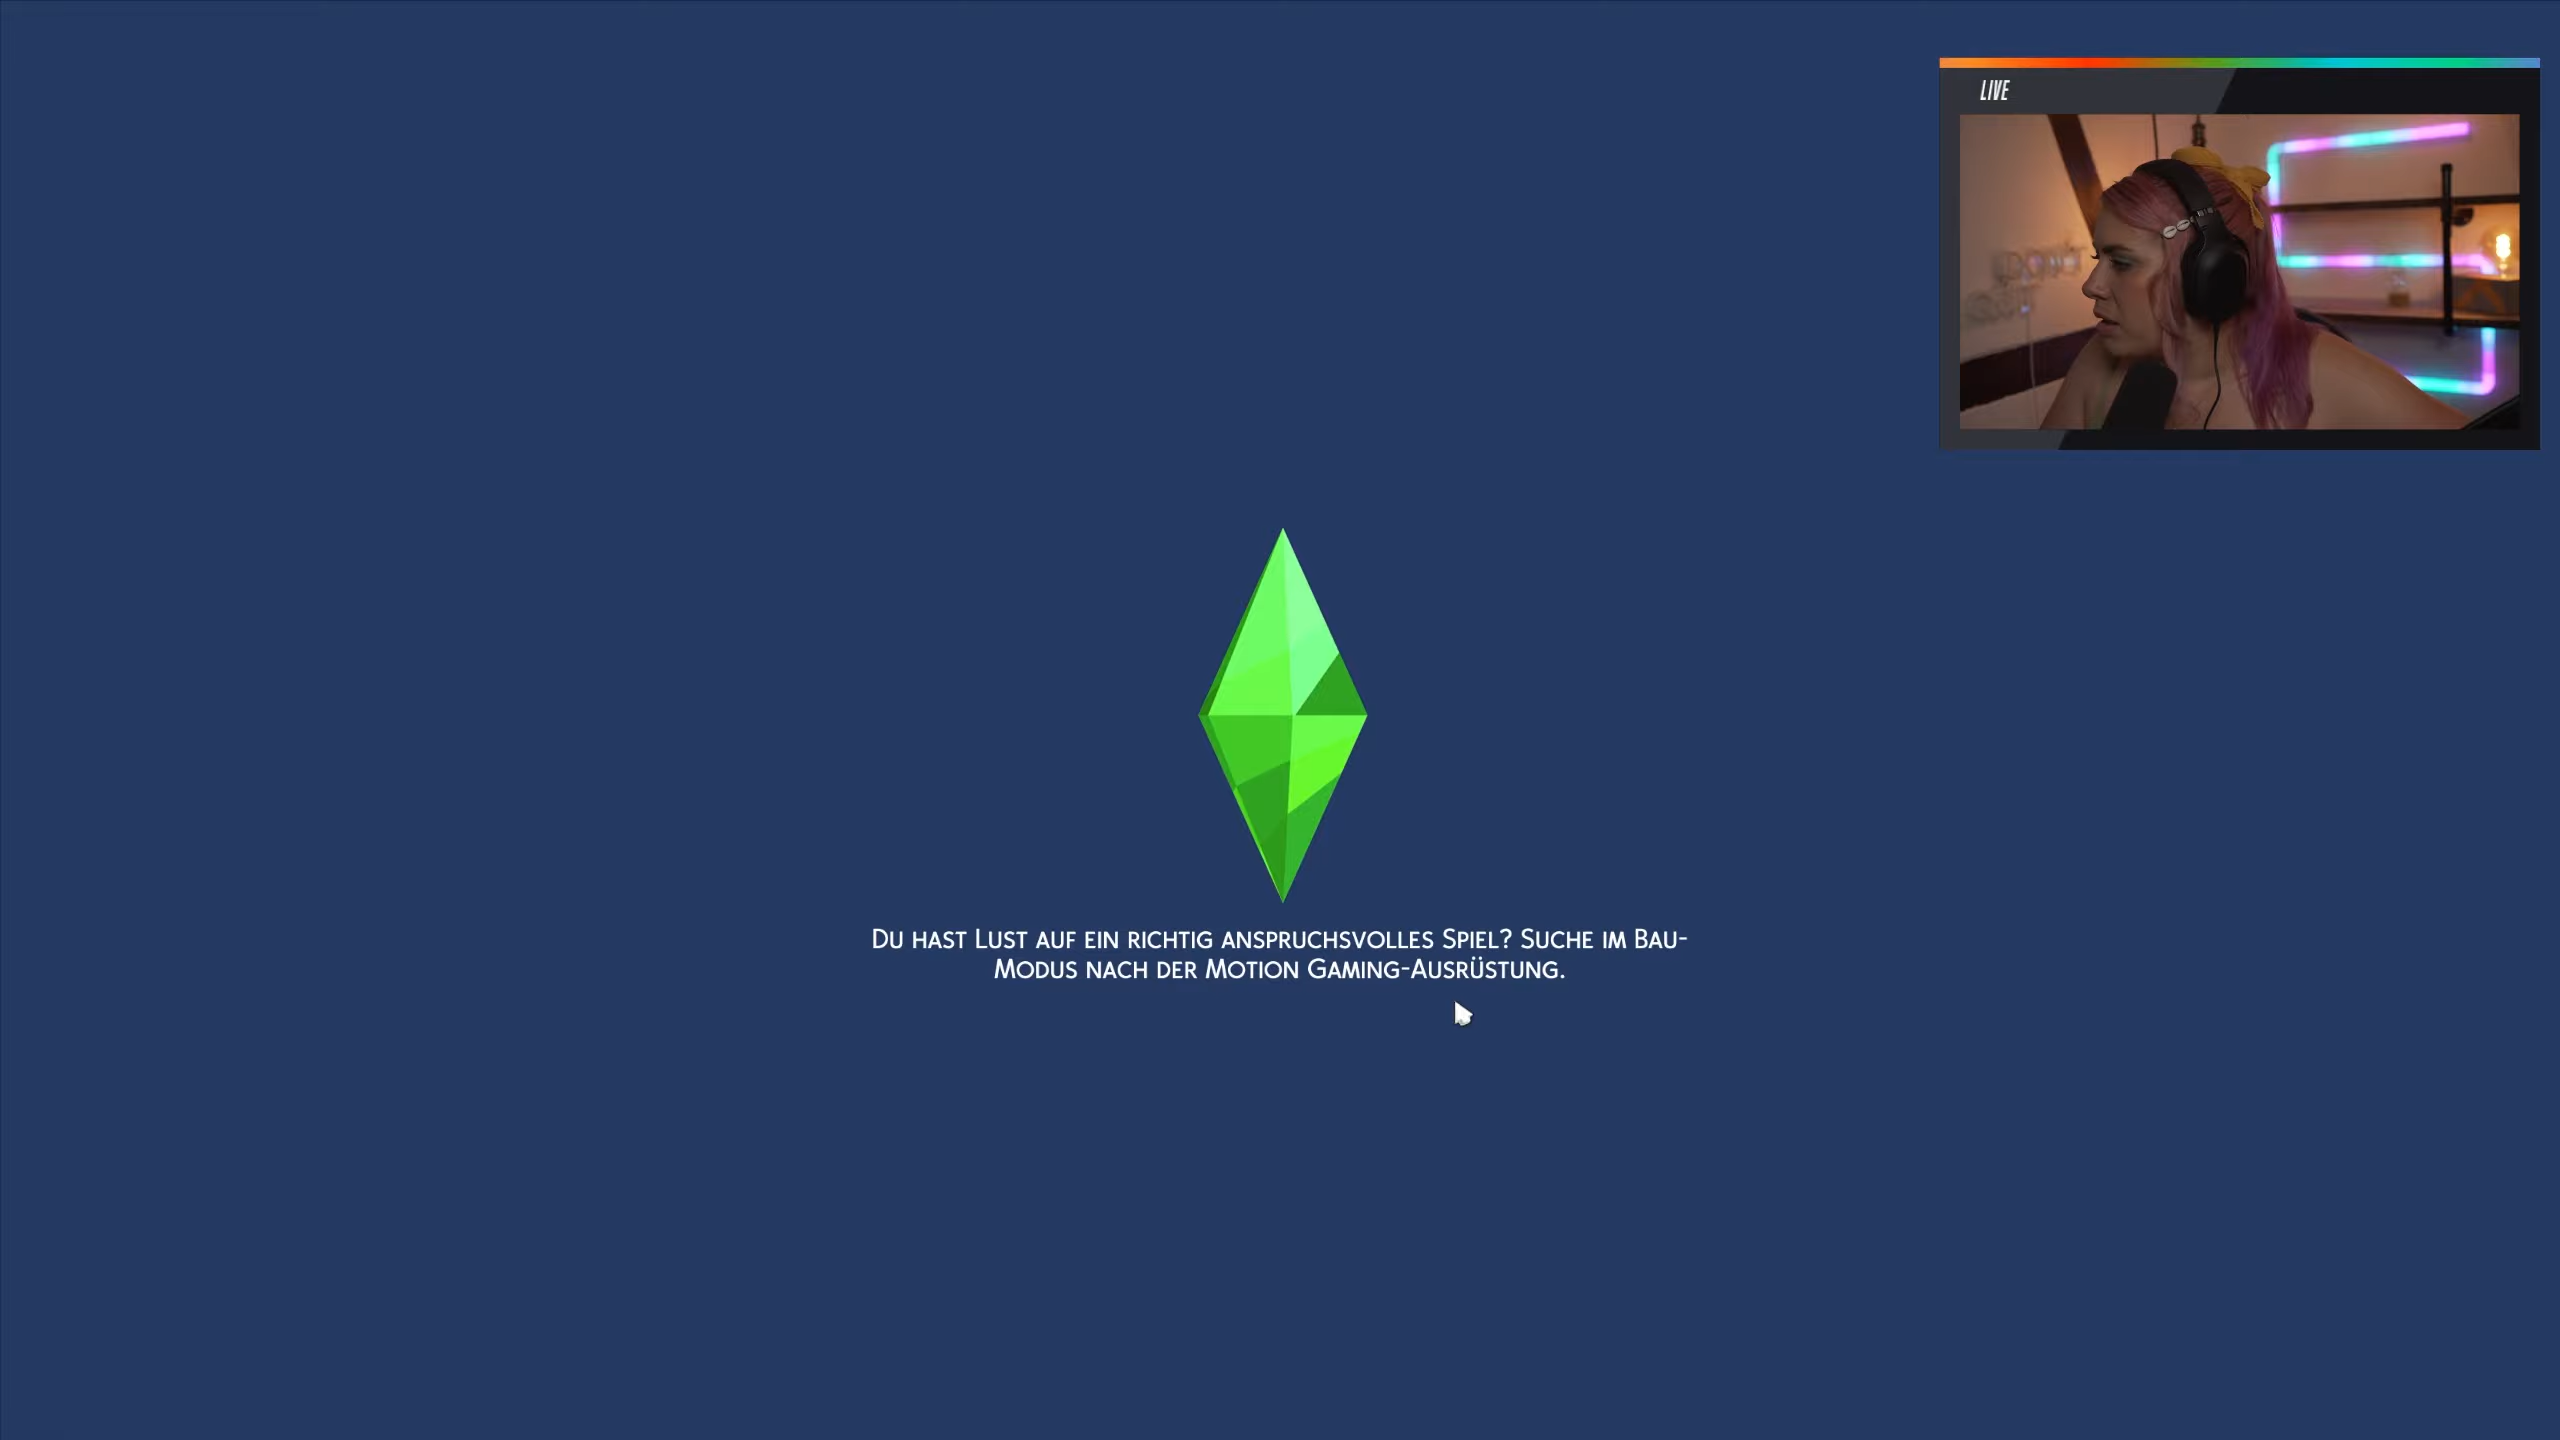 LIVE
Du hast Lust auf ein richtig anspruchsvolles Spiel? Suche im Bau-
Modus nach der Motion Gaming-Ausrüstung.